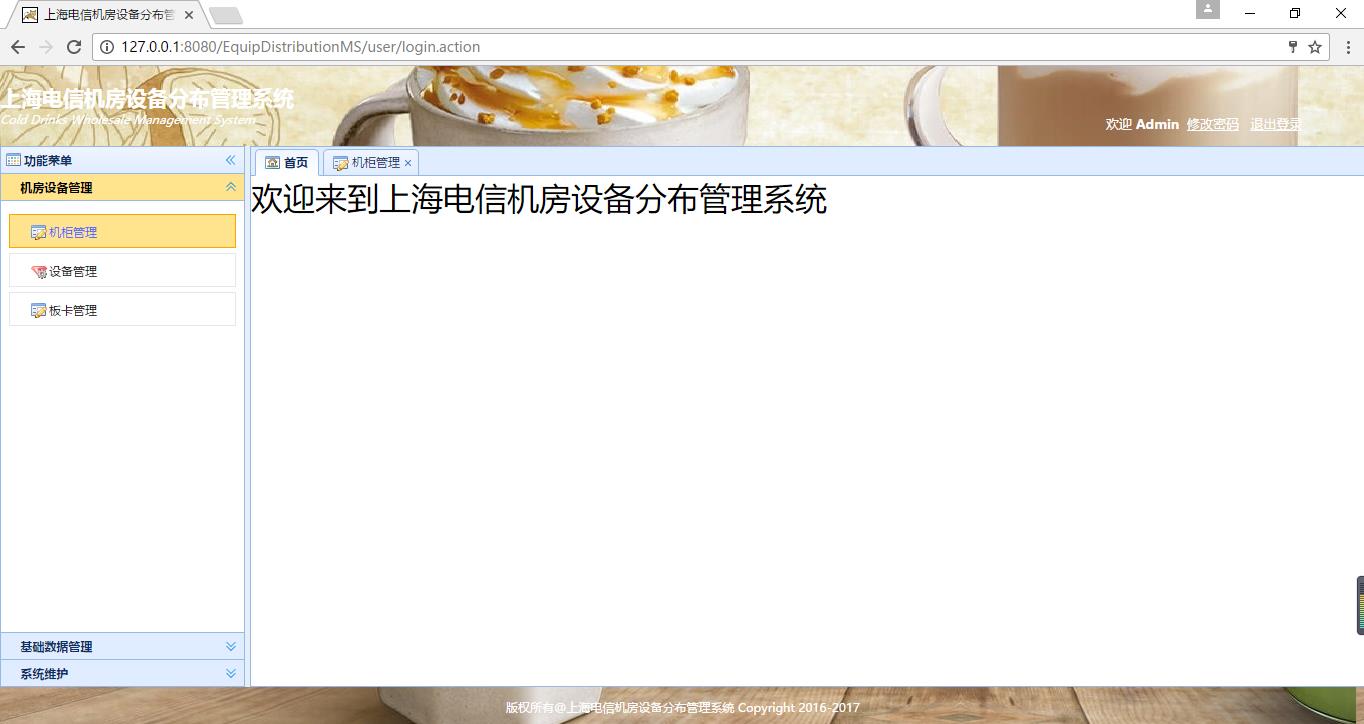 上海电信机房设备分布管
127.0.0.1:8080/EquipDistributionMS/user/login.action
上海电信机房设备分布管理系统
Cold Drinks Wholesale Management System
欢迎 Admin 修改密码 退出登录
功能菜单
首页
机柜管理
机房设备管理
欢迎来到上海电信机房设备分布管理系统
机柜管理
设备管理
板卡管理
基础数据管理
系统维护
版权所有@上海电信机房设备分布管理系统 Copyright 2016-2017